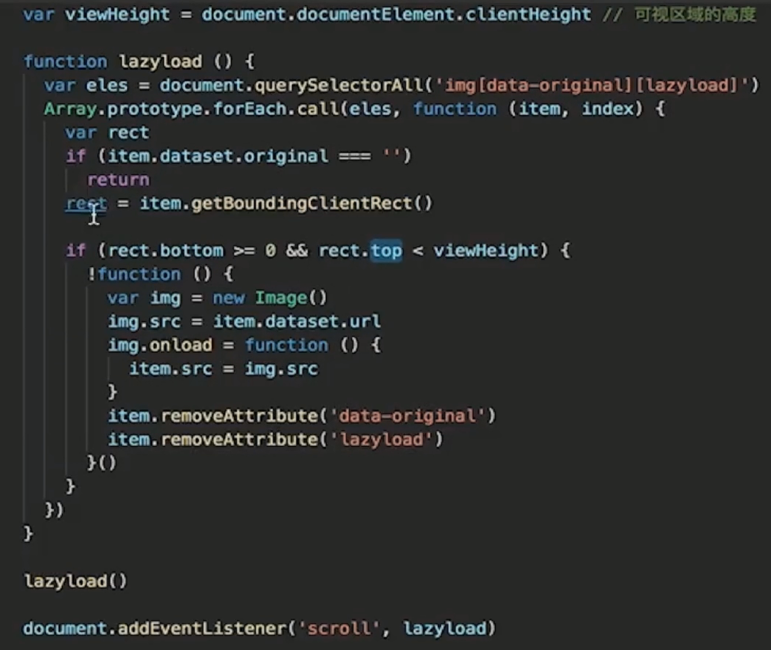 var viewHeight = document.documentElement.clientHeight // 可视区域的高度
function lazyload () {
var eles = document.querySelectorAll('img[data-original][lazyload]')
Array.prototype.forEach.call(eles, function (item, index) {
var rect
if (item.dataset.original === '')
return
rect = item.getBoundingClientRect()
if (rect.bottom >= 0 && rect.top < viewHeight) {
!function () {
var img = new Image()
img.src = item.dataset.url
img.onload = function () {
item.src = img.src
}
item.removeAttribute('data-original')
item.removeAttribute('lazyload')
}()
}
})
}
lazyload()
document.addEventListener('scroll', lazyload)